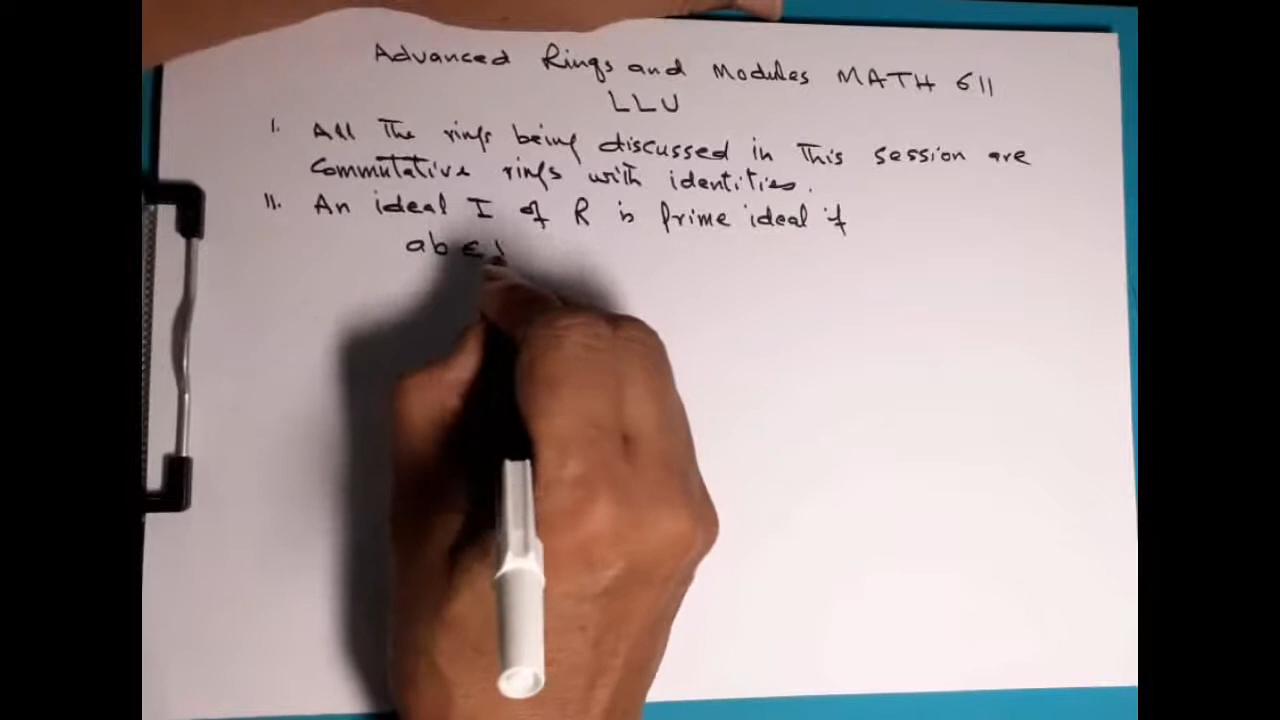 Advanced Rings and Modules MATH 611
LLU
I. All The rings being discussed in This session are
commutative rings with identities.
II. An ideal I of R is prime ideal if
ab ∈